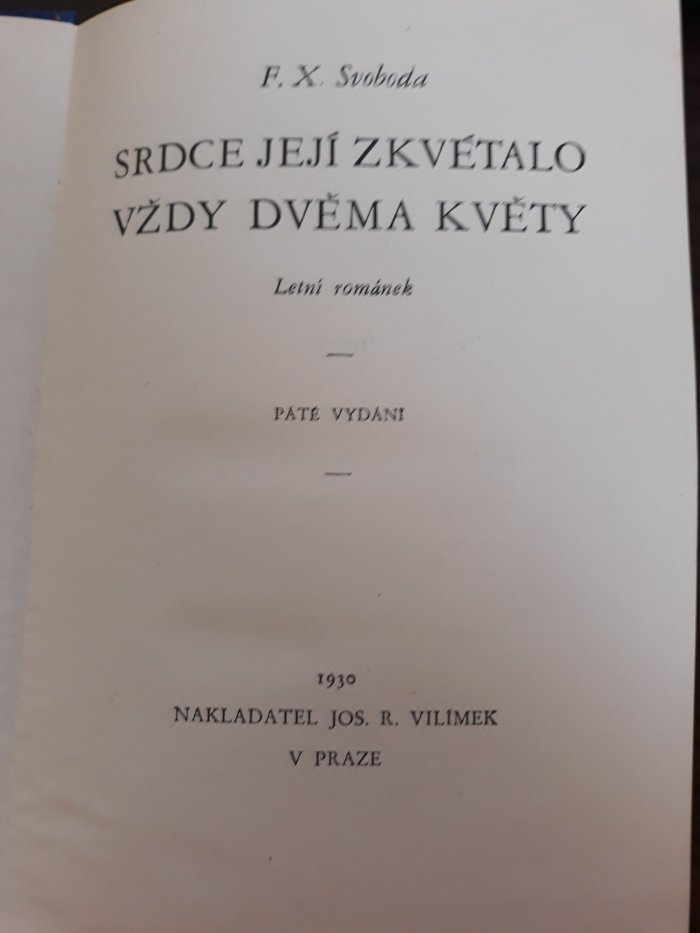 F. X. Svoboda
SRDCE JEJÍ ZKVÉTALO
VŽDY DVĚMA KVĚTY
Letní románek
PÁTÉ VYDÁNÍ
1930
NAKLADATEL JOS. R. VILÍMEK
V PRAZE